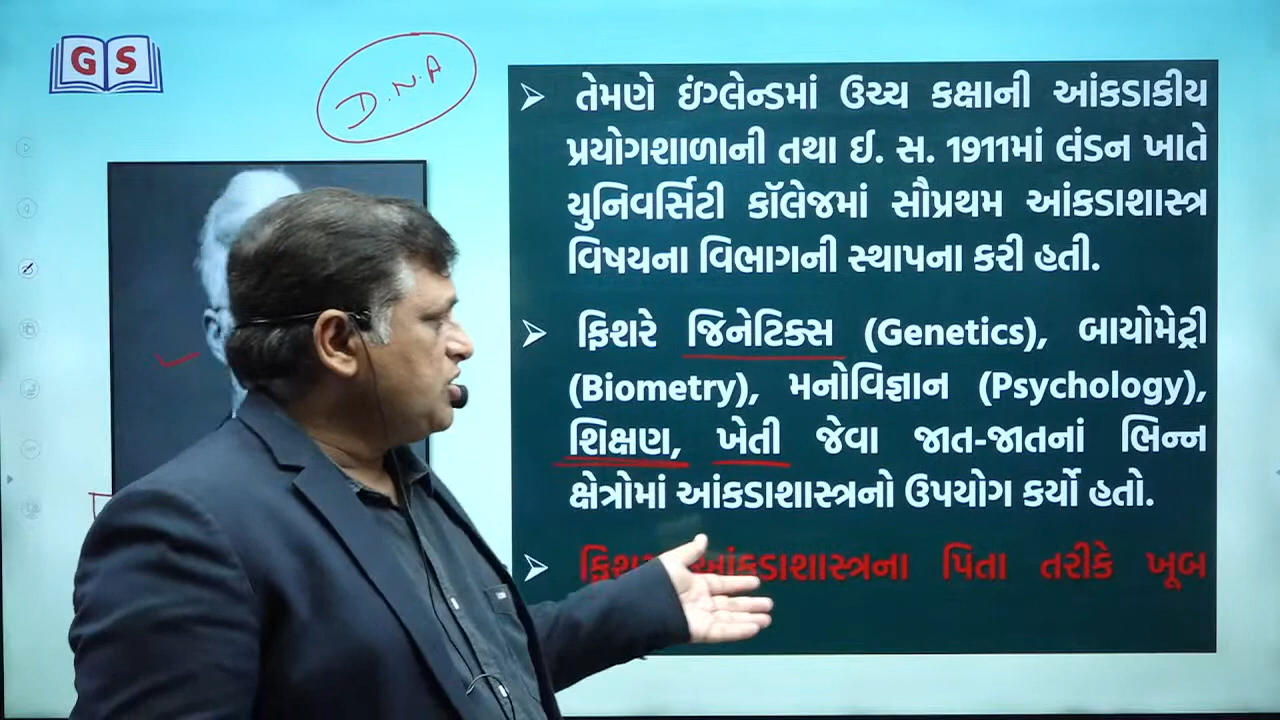 GS
D.N.A
➢ તેમણે ઇંગ્લેન્ડમાં ઉચ્ચ કક્ષાની આંકડાકીય
પ્રયોગશાળાની તથા ઈ. સ. 1911માં લંડન ખાતે
યુનિવર્સિટી કૉલેજમાં સૌપ્રથમ આંકડાશાસ્ત્ર
વિષયના વિભાગની સ્થાપના કરી હતી.
➢ ફિશરે જિનેટિક્સ (Genetics), બાયોમેટ્રી
(Biometry), મનોવિજ્ઞાન (Psychology),
શિક્ષણ, ખેતી જેવા જાત-જાતનાં ભિન્ન
ક્ષેત્રોમાં આંકડાશાસ્ત્રનો ઉપયોગ કર્યો હતો.
➢ આંકડાશાસ્ત્રના પિતા તરીકે ખૂબ